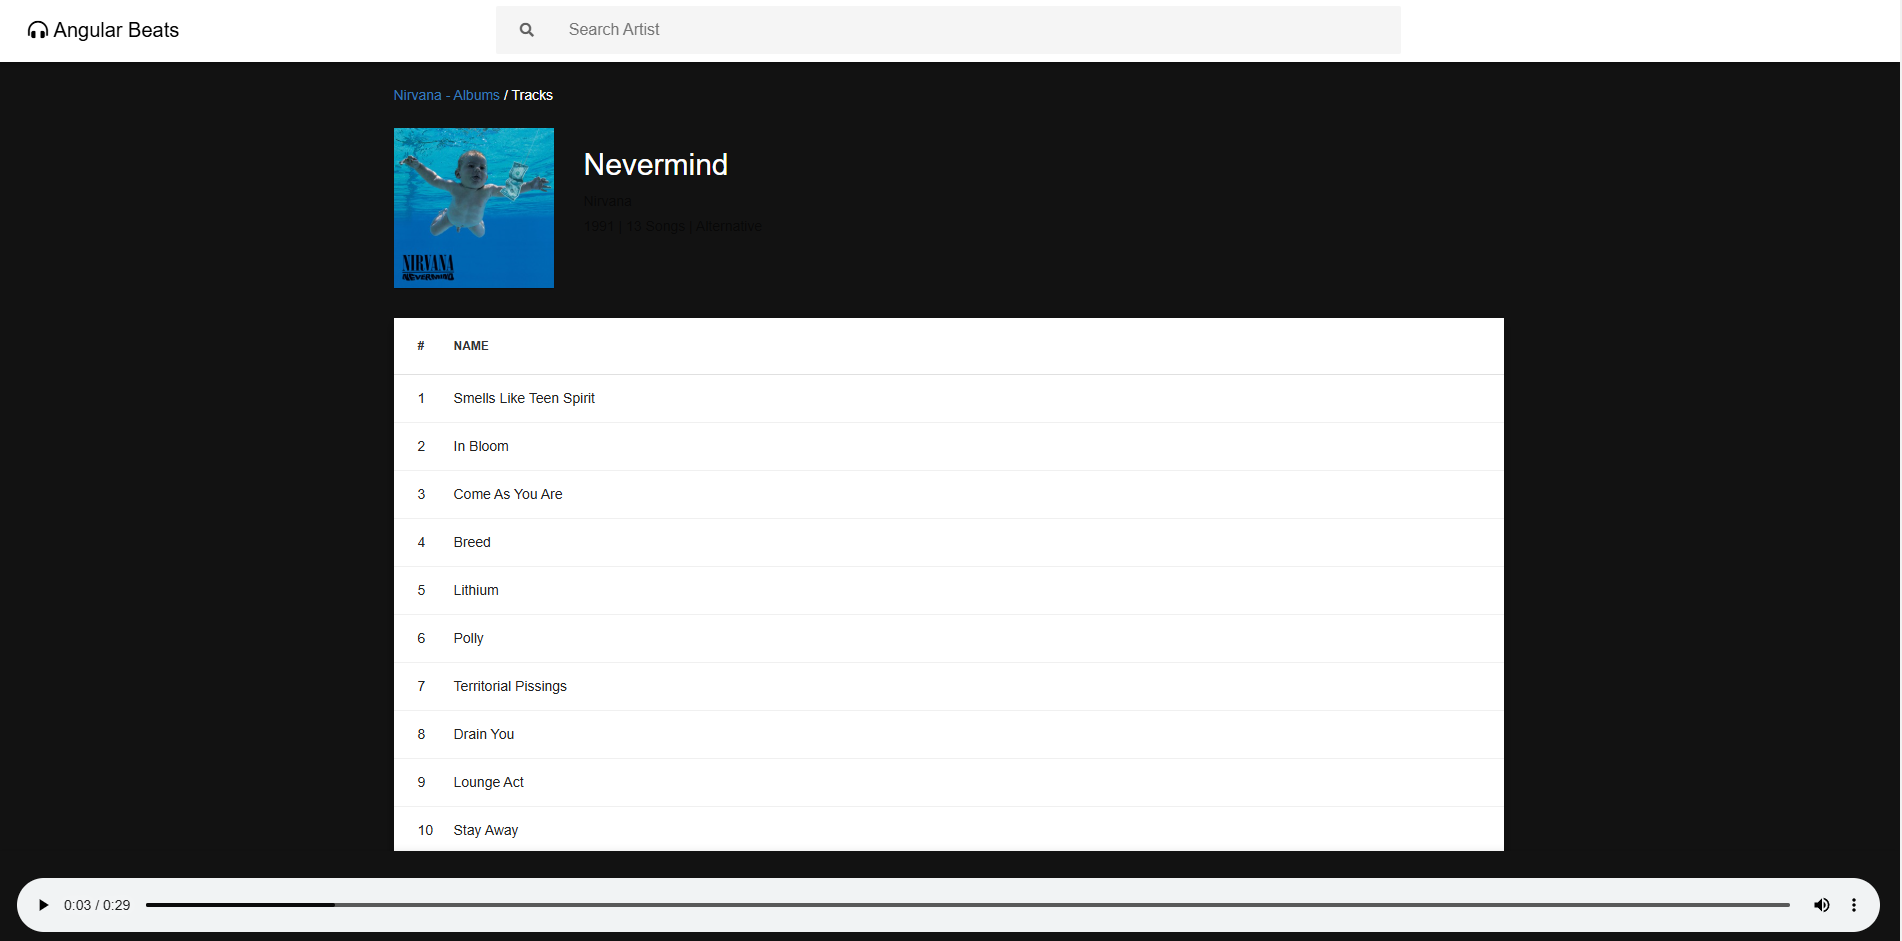 Angular Beats
Search Artist
Nirvana - Albums / Tracks
Nevermind
Nirvana
1991 | 13 Songs | Alternative
NIRVANA
NEVERMIND
# NAME
1 Smells Like Teen Spirit
2 In Bloom
3 Come As You Are
4 Breed
5 Lithium
6 Polly
7 Territorial Pissings
8 Drain You
9 Lounge Act
10 Stay Away
0:03 / 0:29